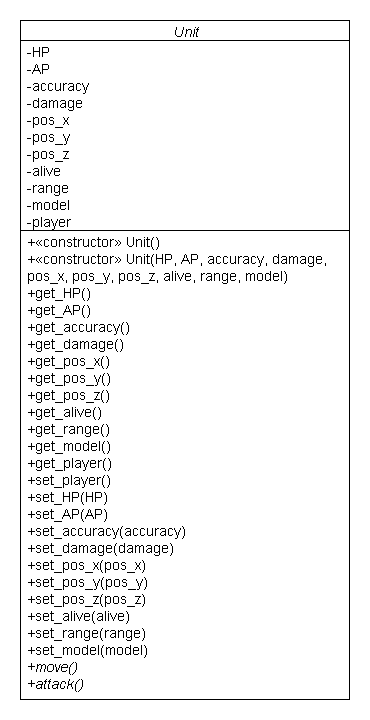 Unit
-HP
-AP
-accuracy
-damage
-pos_x
-pos_y
-pos_z
-alive
-range
-model
-player
+«constructor» Unit()
+«constructor» Unit(HP, AP, accuracy, damage,
pos_x, pos_y, pos_z, alive, range, model)
+get_HP()
+get_AP()
+get_accuracy()
+get_damage()
+get_pos_x()
+get_pos_y()
+get_pos_z()
+get_alive()
+get_range()
+get_model()
+get_player()
+set_player()
+set_HP(HP)
+set_AP(AP)
+set_accuracy(accuracy)
+set_damage(damage)
+set_pos_x(pos_x)
+set_pos_y(pos_y)
+set_pos_z(pos_z)
+set_alive(alive)
+set_range(range)
+set_model(model)
+move()
+attack()